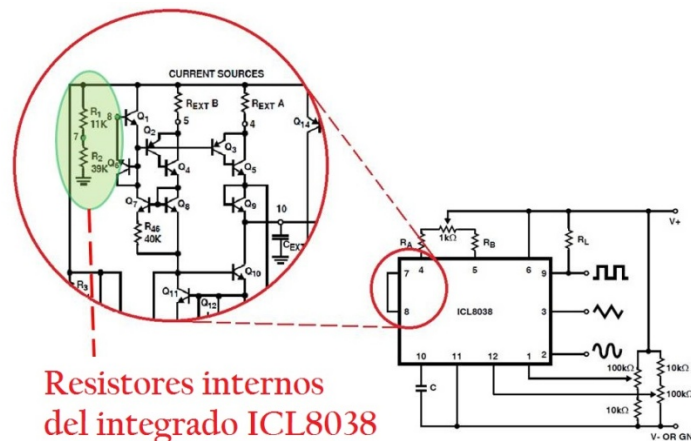 CURRENT SOURCES
R1
11K
8
Q1
REXT B
5
REXT A
4
Q14
7
Q2
Q3
R2
39K
Q6
Q4
Q5
Q7
Q8
Q9
10
R46
40K
CEXT
Q10
R3
Q11
Q12
V+
RA
1kΩ
RB
RL
7
4
5
6
9
8
ICL8038
3
10
11
12
1
2
C
100kΩ
10kΩ
10kΩ
100kΩ
V- OR GN
Resistores internos
del integrado ICL8038